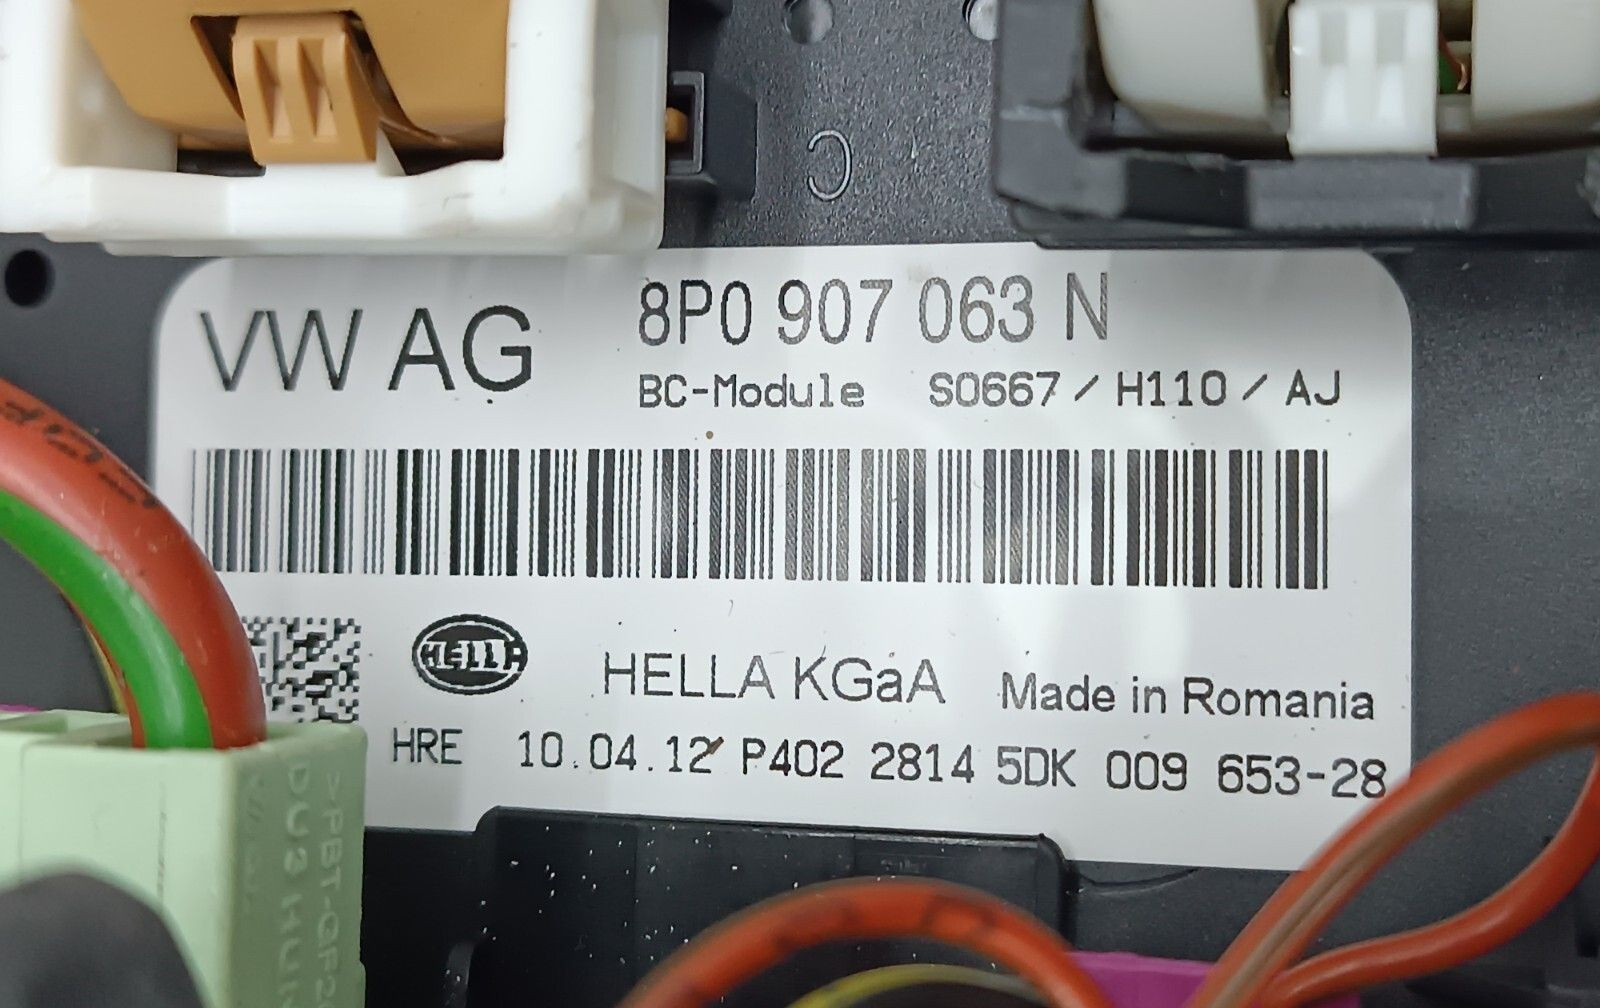 C
VW AG
8P0 907 063 N
BC-Module S0667 / H110 / AJ
HELLA
HELLA KGaA
Made in Romania
HRE 10.04.12 P402 2814 5DK 009 653-28